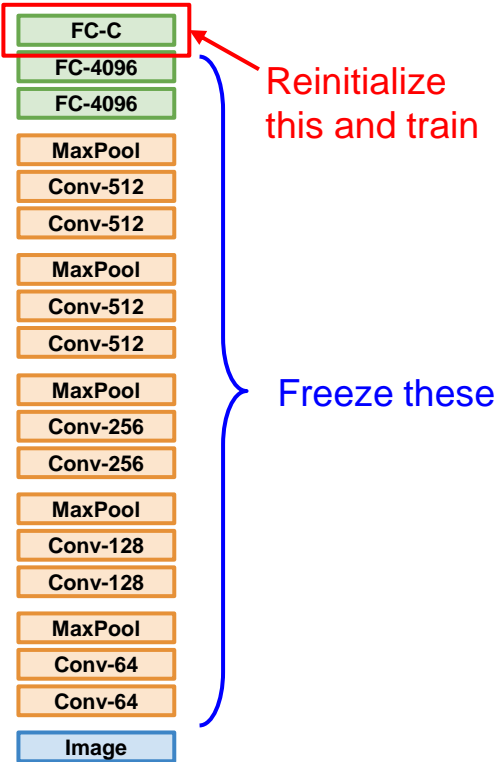 FC-C
FC-4096
FC-4096
Reinitialize
this and train
MaxPool
Conv-512
Conv-512
MaxPool
Conv-512
Conv-512
MaxPool
Conv-256
Conv-256
Freeze these
MaxPool
Conv-128
Conv-128
MaxPool
Conv-64
Conv-64
Image